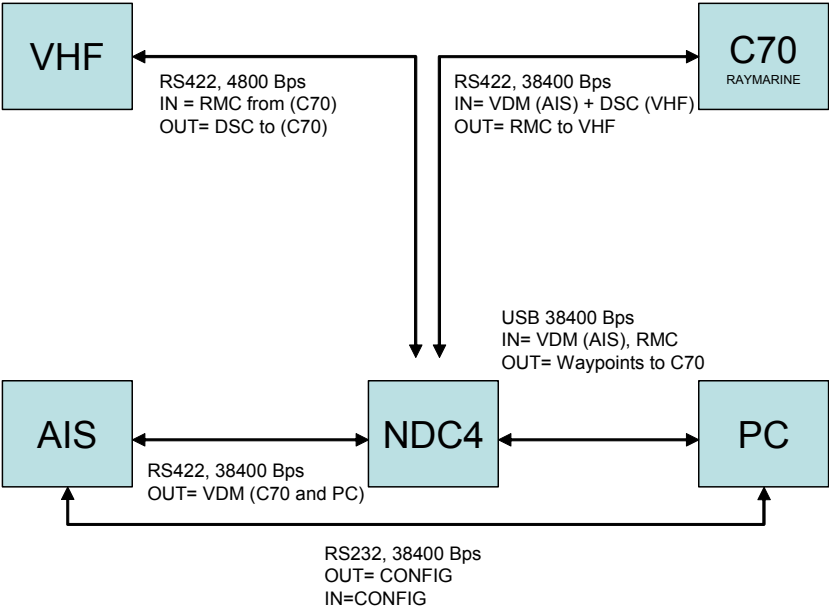 VHF
C70
RAYMARINE
RS422, 4800 Bps
IN = RMC from (C70)
OUT= DSC to (C70)
RS422, 38400 Bps
IN= VDM (AIS) + DSC (VHF)
OUT= RMC to VHF
USB 38400 Bps
IN= VDM (AIS), RMC
OUT= Waypoints to C70
AIS
NDC4
PC
RS422, 38400 Bps
OUT= VDM (C70 and PC)
RS232, 38400 Bps
OUT= CONFIG
IN=CONFIG